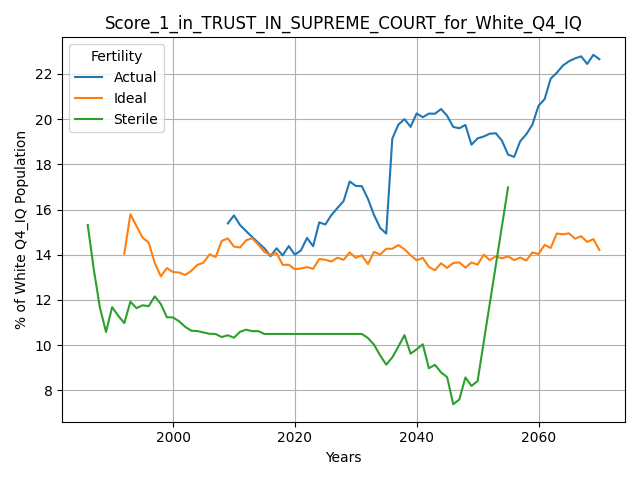 Score_1_in_TRUST_IN_SUPREME_COURT_for_White_Q4_IQ
Fertility
Actual
Ideal
Sterile
% of White Q4_IQ Population
22
20
18
16
14
12
10
8
2000
2020
2040
2060
Years